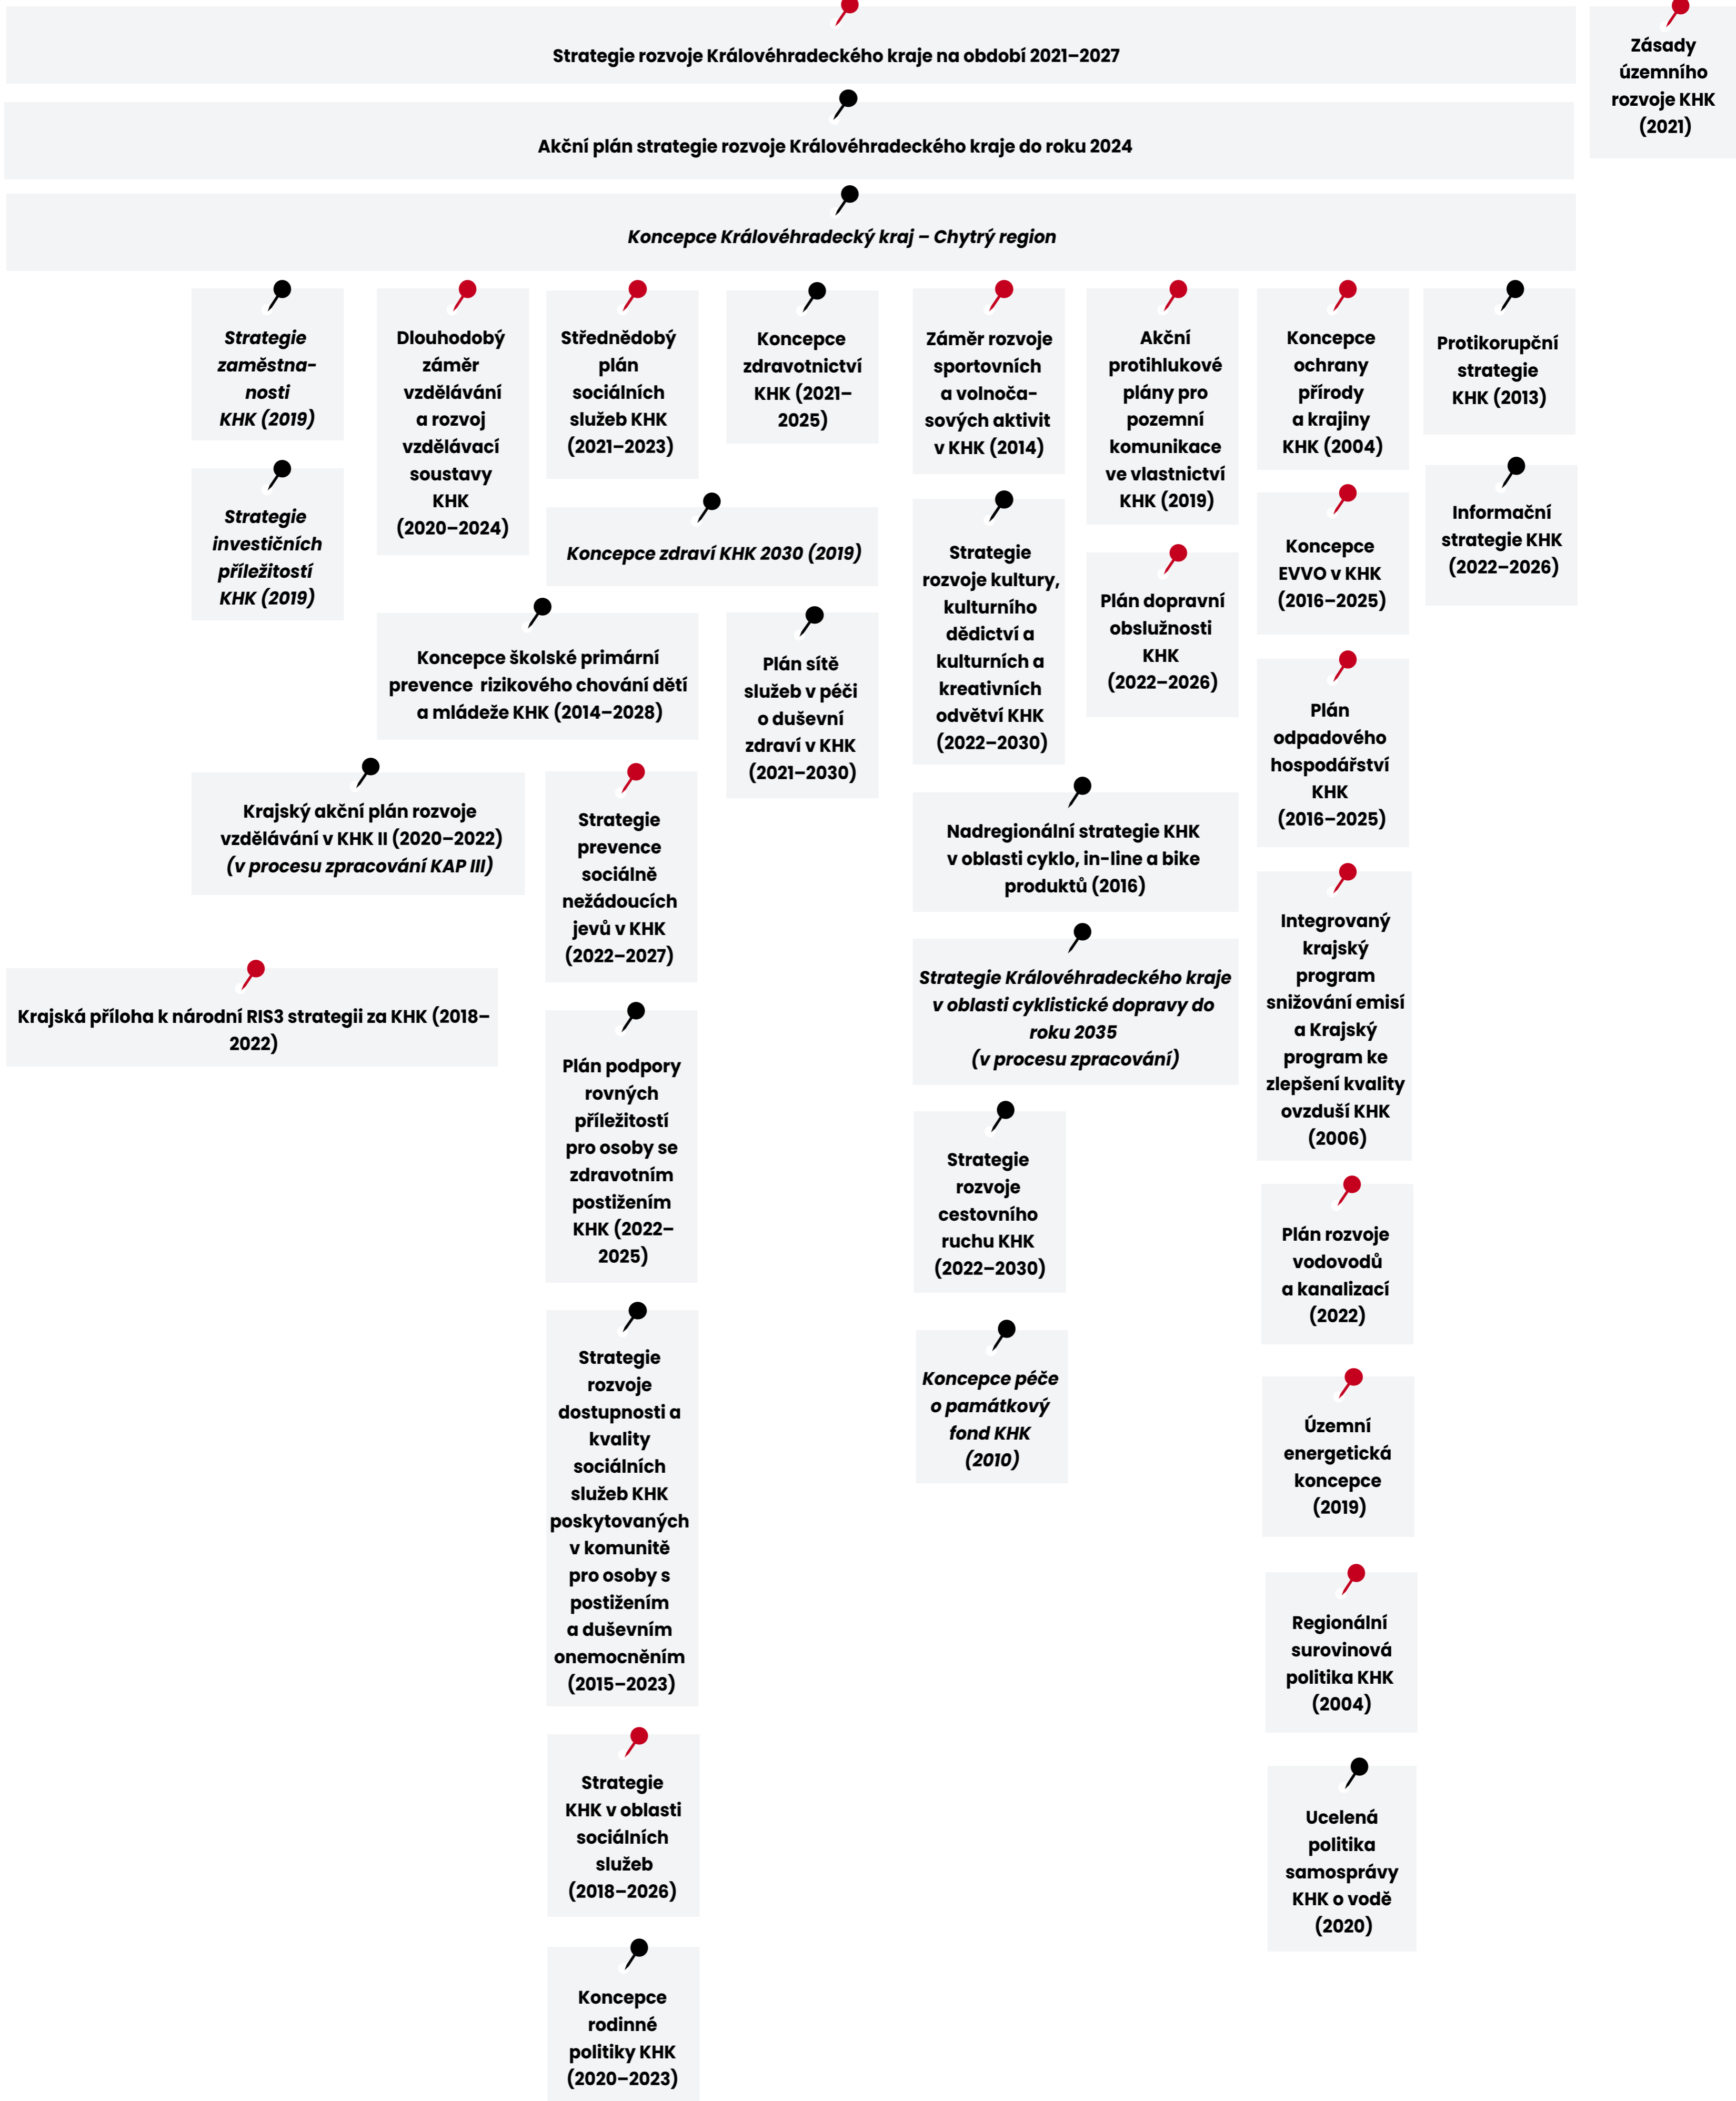 Strategie rozvoje Královéhradeckého kraje na období 2021–2027
Zásady
územního
rozvoje KHK
(2021)
Akční plán strategie rozvoje Královéhradeckého kraje do roku 2024
Koncepce Královéhradecký kraj – Chytrý region
Strategie
zaměstna-
nosti
KHK (2019)
Strategie
investičních
příležitostí
KHK (2019)
Dlouhodobý
záměr
vzdělávání
a rozvoj
vzdělávací
soustavy
KHK
(2020–2024)
Střednědobý
plán
sociálních
služeb KHK
(2021–2023)
Koncepce
zdravotnictví
KHK (2021–
2025)
Koncepce zdraví KHK 2030 (2019)
Koncepce školské primární
prevence rizikového chování dětí
a mládeže KHK (2014–2028)
Plán sítě
služeb v péči
o duševní
zdraví v KHK
(2021–2030)
Krajský akční plán rozvoje
vzdělávání v KHK II (2020–2022)
(v procesu zpracování KAP III)
Krajská příloha k národní RIS3 strategii za KHK (2018–
2022)
Strategie
prevence
sociálně
nežádoucích
jevů v KHK
(2022–2027)
Plán podpory
rovných
příležitostí
pro osoby se
zdravotním
postižením
KHK (2022–
2025)
Strategie
rozvoje
dostupnosti a
kvality
sociálních
služeb KHK
poskytovaných
v komunitě
pro osoby s
postižením
a duševním
onemocněním
(2015–2023)
Strategie
KHK v oblasti
sociálních
služeb
(2018–2026)
Koncepce
rodinné
politiky KHK
(2020–2023)
Záměr rozvoje
sportovních
a volnoča-
sových aktivit
v KHK (2014)
Strategie
rozvoje kultury,
kulturního
dědictví a
kulturních a
kreativních
odvětví KHK
(2022–2030)
Akční
protihlukové
plány pro
pozemní
komunikace
ve vlastnictví
KHK (2019)
Plán dopravní
obslužnosti
KHK
(2022–2026)
Nadregionální strategie KHK
v oblasti cyklo, in-line a bike
produktů (2016)
Strategie Královéhradeckého kraje
v oblasti cyklistické dopravy do
roku 2035
(v procesu zpracování)
Strategie
rozvoje
cestovního
ruchu KHK
(2022–2030)
Koncepce péče
o památkový
fond KHK
(2010)
Koncepce
ochrany
přírody
a krajiny
KHK (2004)
Koncepce
EVVO v KHK
(2016–2025)
Plán
odpadového
hospodářství
KHK
(2016–2025)
Integrovaný
krajský
program
snižování emisí
a Krajský
program ke
zlepšení kvality
ovzduší KHK
(2006)
Plán rozvoje
vodovodů
a kanalizací
(2022)
Územní
energetická
koncepce
(2019)
Regionální
surovinová
politika KHK
(2004)
Ucelená
politika
samosprávy
KHK o vodě
(2020)
Protikorupční
strategie
KHK (2013)
Informační
strategie KHK
(2022–2026)